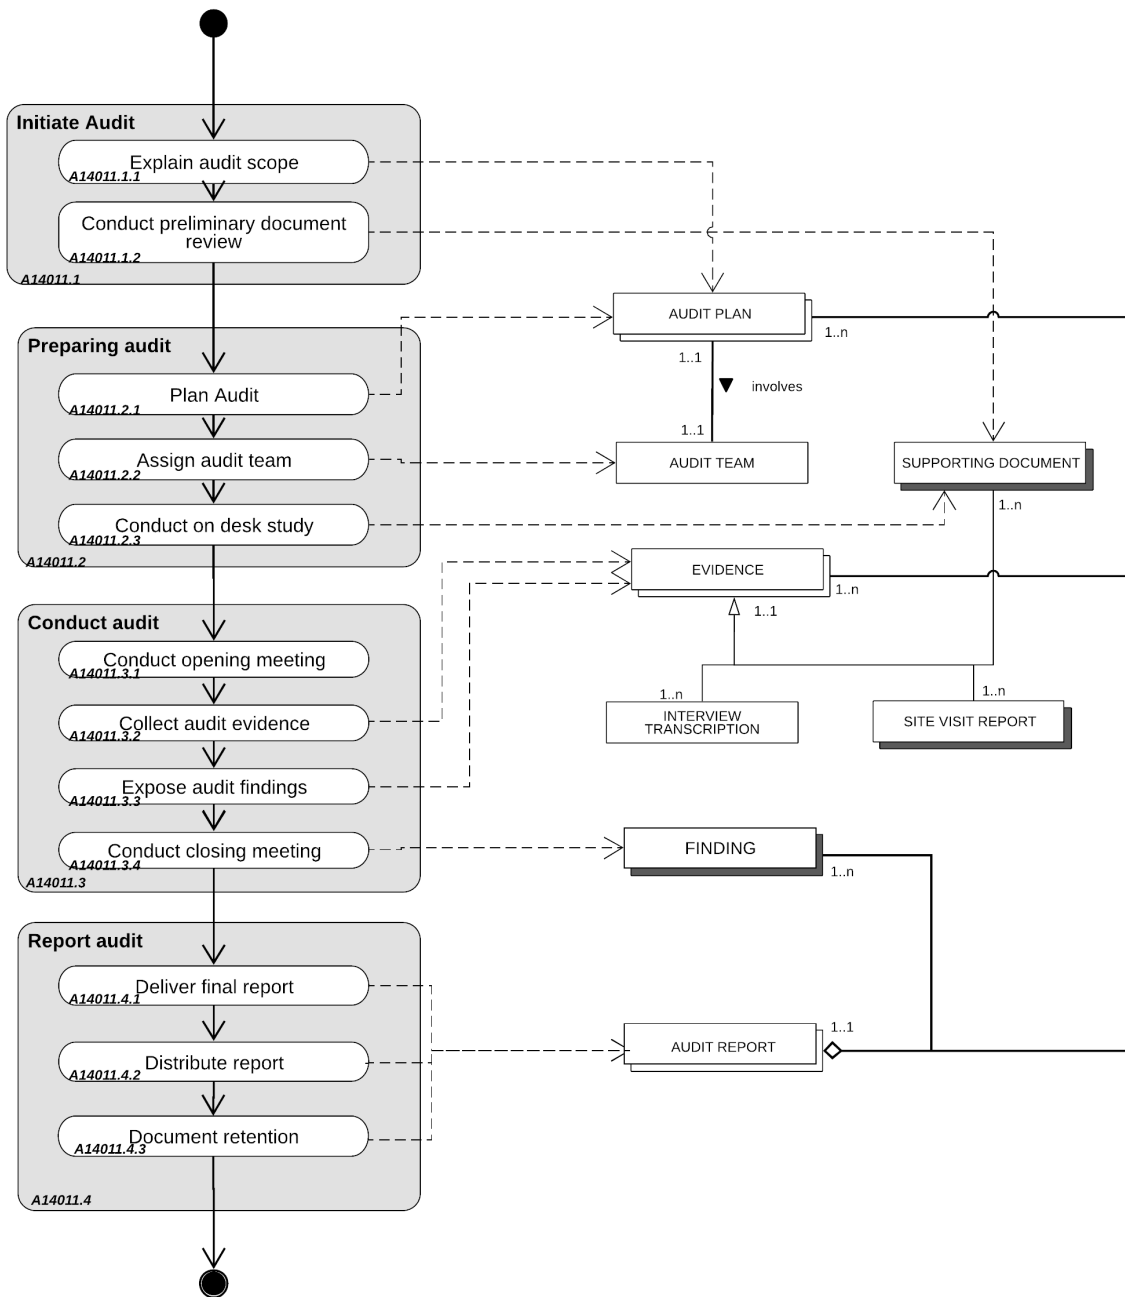 Initiate Audit
Explain audit scope
A14011.1.1
Conduct preliminary document
review
A14011.1.2
A14011.1
Preparing audit
Plan Audit
A14011.2.1
Assign audit team
A14011.2.2
Conduct on desk study
A14011.2.3
A14011.2
Conduct audit
Conduct opening meeting
A14011.3.1
Collect audit evidence
A14011.3.2
Expose audit findings
A14011.3.3
Conduct closing meeting
A14011.3.4
A14011.3
Report audit
Deliver final report
A14011.4.1
Distribute report
A14011.4.2
Document retention
A14011.4.3
A14011.4
AUDIT PLAN
1..n
1..1
involves
1..1
AUDIT TEAM
SUPPORTING DOCUMENT
1..n
EVIDENCE
1..n
1..1
1..n
INTERVIEW
TRANSCRIPTION
1..n
SITE VISIT REPORT
FINDING
1..n
1..1
AUDIT REPORT